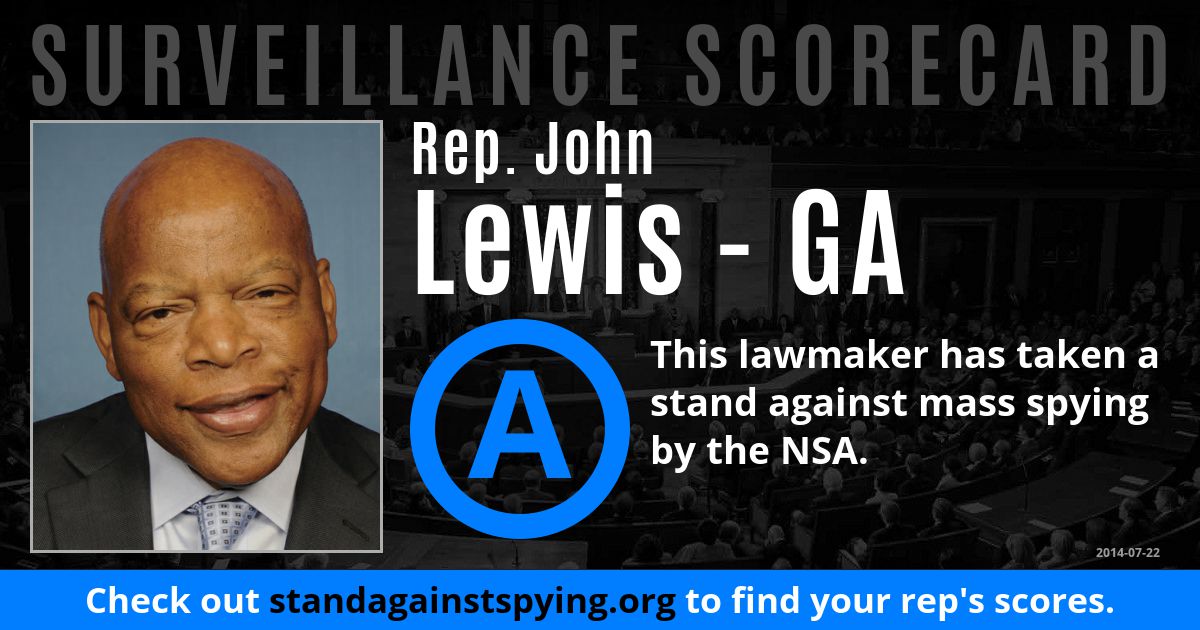 SURVEILLANCE SCORECARD
Rep. John
Lewis - GA
A
This lawmaker has taken a
stand against mass spying
by the NSA.
2014-07-22
Check out standagainstspying.org to find your rep's scores.